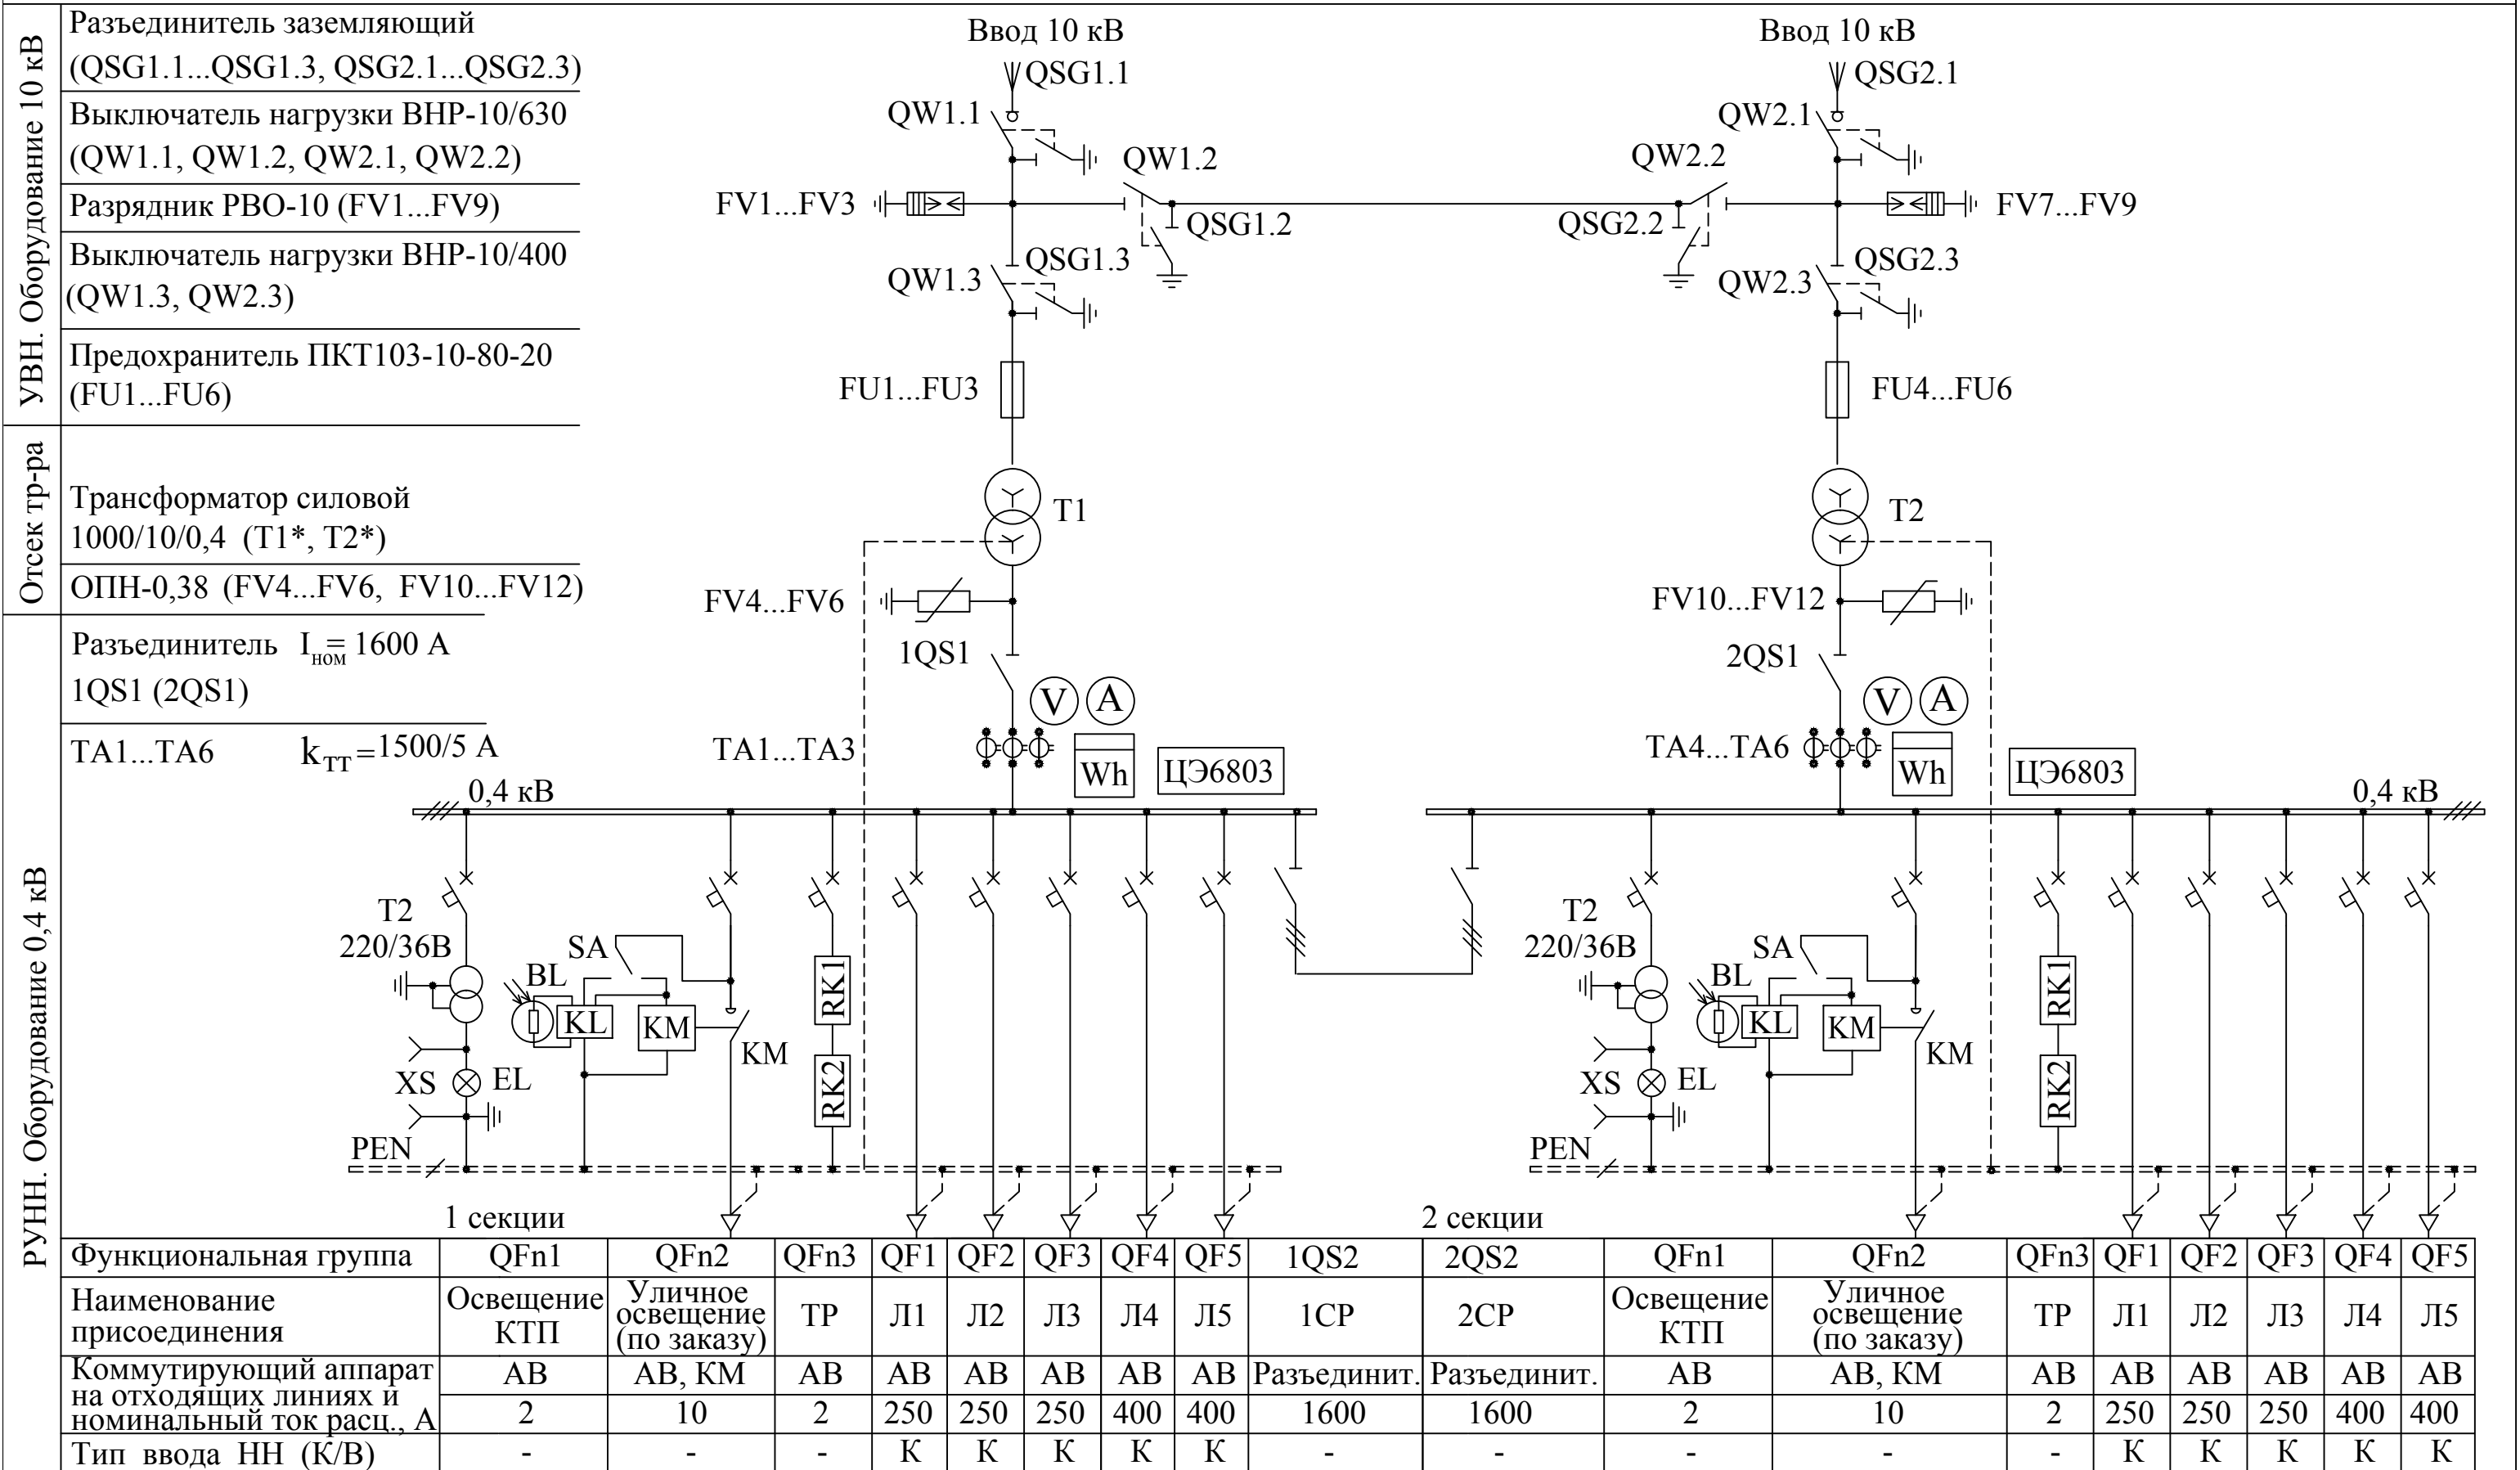 УВН. Оборудование 10 кВ
Разъединитель заземляющий
(QSG1.1...QSG1.3, QSG2.1...QSG2.3)
Выключатель нагрузки ВНР-10/630
(QW1.1, QW1.2, QW2.1, QW2.2)
Разрядник РВО-10 (FV1...FV9)
Выключатель нагрузки ВНР-10/400
(QW1.3, QW2.3)
Предохранитель ПКТ103-10-80-20
(FU1...FU6)
Отсек тр-ра
Трансформатор силовой
1000/10/0,4 (Т1*, Т2*)
ОПН-0,38 (FV4...FV6, FV10...FV12)
РУНН. Оборудование 0,4 кВ
Разъединитель Iном = 1600 А
1QS1 (2QS1)
ТА1...ТА6 kТТ = 1500/5 А
Ввод 10 кВ
QSG1.1
QW1.1
QW1.2
FV1...FV3
QSG1.2
QSG1.3
QW1.3
FU1...FU3
Т1
FV4...FV6
1QS1
V A
ТА1...ТА3
Wh
ЦЭ6803
0,4 кВ
Ввод 10 кВ
QSG2.1
QW2.1
QW2.2
FV7...FV9
QSG2.2
QSG2.3
QW2.3
FU4...FU6
Т2
FV10...FV12
2QS1
V A
ТА4...ТА6
Wh
ЦЭ6803
0,4 кВ
Т2
220/36В
SA
BL
KL
KM
KM
RK1
RK2
XS
EL
PEN
1 секции
Т2
220/36В
SA
BL
KL
KM
KM
RK1
RK2
XS
EL
PEN
2 секции
Функциональная группа QFn1 QFn2 QFn3 QF1 QF2 QF3 QF4 QF5 1QS2 2QS2 QFn1 QFn2 QFn3 QF1 QF2 QF3 QF4 QF5
Наименование
присоединения
Освещение
КТП
Уличное
освещение
(по заказу)
ТР Л1 Л2 Л3 Л4 Л5 1СР 2СР
Освещение
КТП
Уличное
освещение
(по заказу)
ТР Л1 Л2 Л3 Л4 Л5
Коммутирующий аппарат
на отходящих линиях и
номинальный ток расц., А
АВ АВ, КМ АВ АВ АВ АВ АВ АВ Разъединит. Разъединит. АВ АВ, КМ АВ АВ АВ АВ АВ АВ
2 10 2 250 250 250 400 400 1600 1600 2 10 2 250 250 250 400 400
Тип ввода НН (К/В) - - - К К К К К - - - - - К К К К К